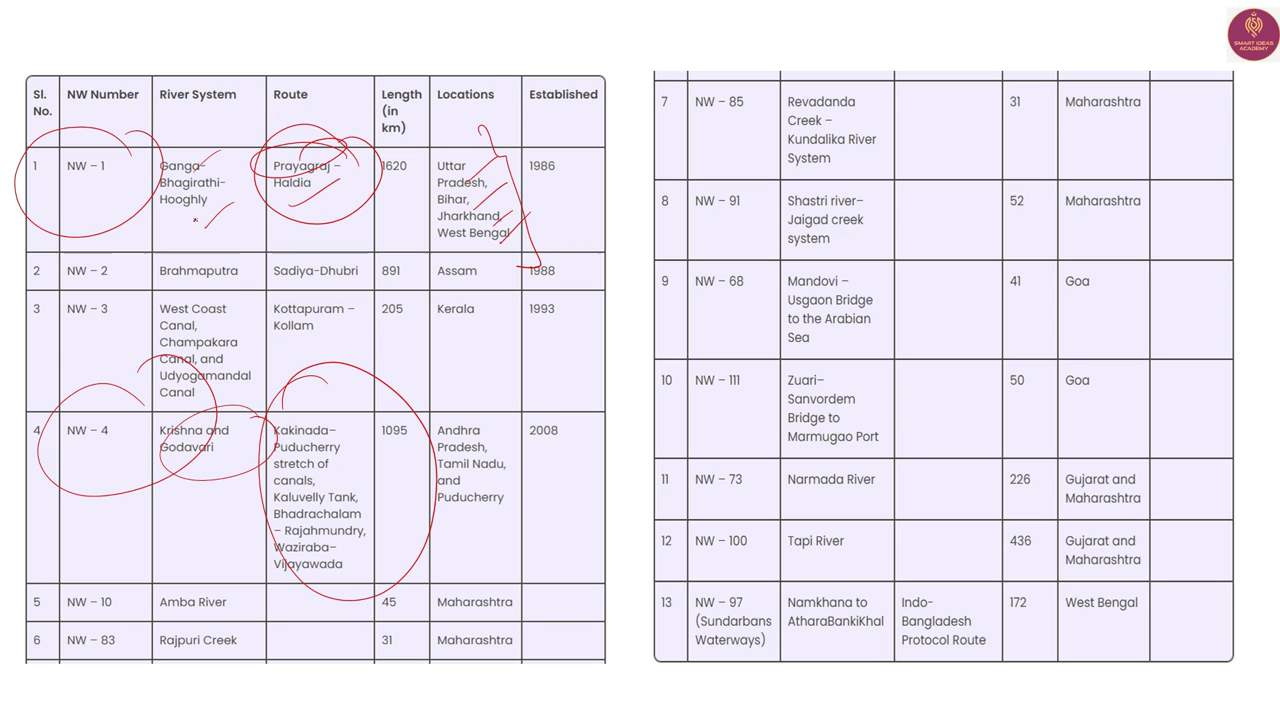 SMART IDEAS
ACADEMY
Sl. No. NW Number River System Route Length (in km) Locations Established
1 NW – 1 Ganga- Bhagirathi- Hooghly Prayagraj – Haldia 1620 Uttar Pradesh, Bihar, Jharkhand, West Bengal 1986
2 NW – 2 Brahmaputra Sadiya-Dhubri 891 Assam 1988
3 NW – 3 West Coast Canal, Champakara Canal, and Udyogamandal Canal Kottapuram – Kollam 205 Kerala 1993
4 NW – 4 Krishna and Godavari Kakinada– Puducherry stretch of canals, Kaluvelly Tank, Bhadrachalam – Rajahmundry, Waziraba– Vijayawada 1095 Andhra Pradesh, Tamil Nadu, and Puducherry 2008
5 NW – 10 Amba River 45 Maharashtra
6 NW – 83 Rajpuri Creek 31 Maharashtra
7 NW – 85 Revadanda Creek – Kundalika River System 31 Maharashtra
8 NW – 91 Shastri river– Jaigad creek system 52 Maharashtra
9 NW – 68 Mandovi – Usgaon Bridge to the Arabian Sea 41 Goa
10 NW – 111 Zuari– Sanvordem Bridge to Marmugao Port 50 Goa
11 NW – 73 Narmada River 226 Gujarat and Maharashtra
12 NW – 100 Tapi River 436 Gujarat and Maharashtra
13 NW – 97 (Sundarbans Waterways) Namkhana to AtharaBankiKhal Indo- Bangladesh Protocol Route 172 West Bengal